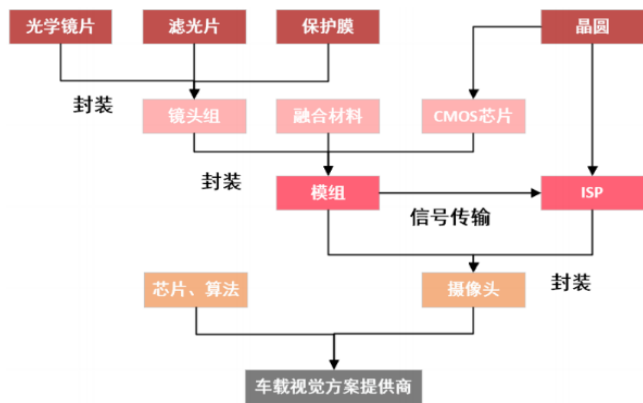 光学镜片
滤光片
保护膜
晶圆
封装
镜头组
融合材料
CMOS芯片
封装
模组
信号传输
ISP
封装
芯片、算法
摄像头
车载视觉方案提供商